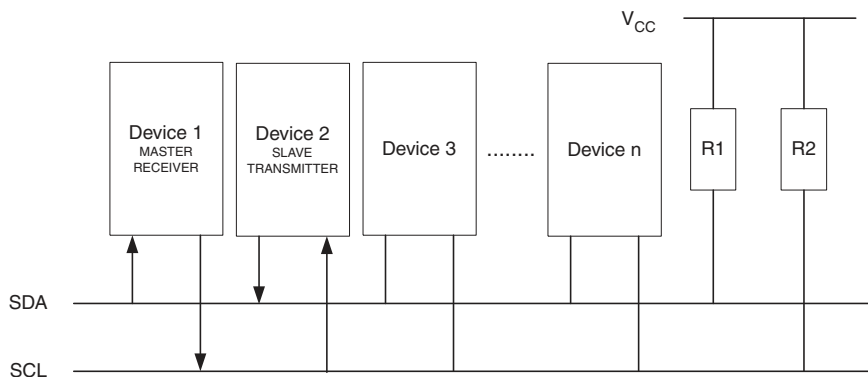 VCC
Device 1
MASTER
RECEIVER
Device 2
SLAVE
TRANSMITTER
Device 3
........
Device n
R1
R2
SDA
SCL